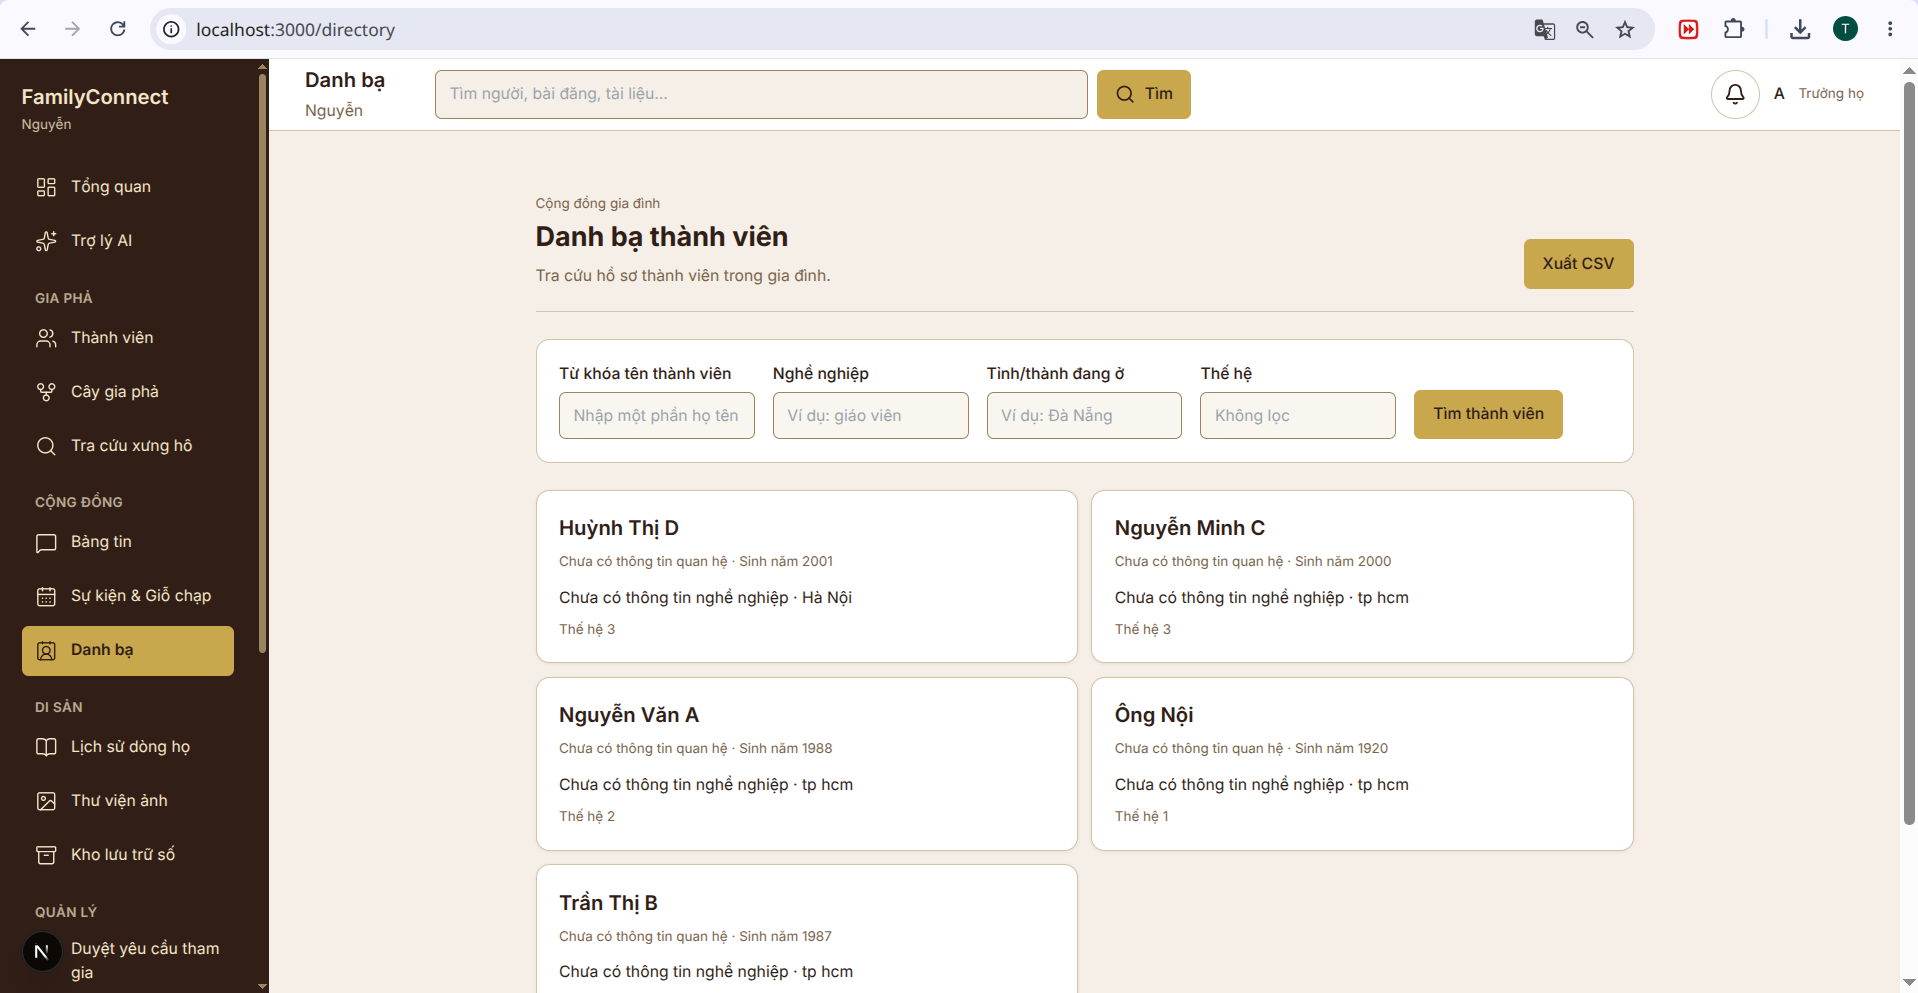 localhost:3000/directory
T
FamilyConnect
Nguyễn
Tổng quan
Trợ lý AI
GIA PHẢ
Thành viên
Cây gia phả
Tra cứu xưng hô
CỘNG ĐỒNG
Bảng tin
Sự kiện & Giỗ chạp
Danh bạ
DI SẢN
Lịch sử dòng họ
Thư viện ảnh
Kho lưu trữ số
QUẢN LÝ
N
Duyệt yêu cầu tham
gia
Danh bạ
Nguyễn
Tìm người, bài đăng, tài liệu...
Tìm
A Trưởng họ
Cộng đồng gia đình
Danh bạ thành viên
Tra cứu hồ sơ thành viên trong gia đình.
Xuất CSV
Từ khóa tên thành viên
Nhập một phần họ tên
Nghề nghiệp
Ví dụ: giáo viên
Tỉnh/thành đang ở
Ví dụ: Đà Nẵng
Thế hệ
Không lọc
Tìm thành viên
Huỳnh Thị D
Chưa có thông tin quan hệ · Sinh năm 2001
Chưa có thông tin nghề nghiệp · Hà Nội
Thế hệ 3
Nguyễn Minh C
Chưa có thông tin quan hệ · Sinh năm 2000
Chưa có thông tin nghề nghiệp · tp hcm
Thế hệ 3
Nguyễn Văn A
Chưa có thông tin quan hệ · Sinh năm 1988
Chưa có thông tin nghề nghiệp · tp hcm
Thế hệ 2
Ông Nội
Chưa có thông tin quan hệ · Sinh năm 1920
Chưa có thông tin nghề nghiệp · tp hcm
Thế hệ 1
Trần Thị B
Chưa có thông tin quan hệ · Sinh năm 1987
Chưa có thông tin nghề nghiệp · tp hcm